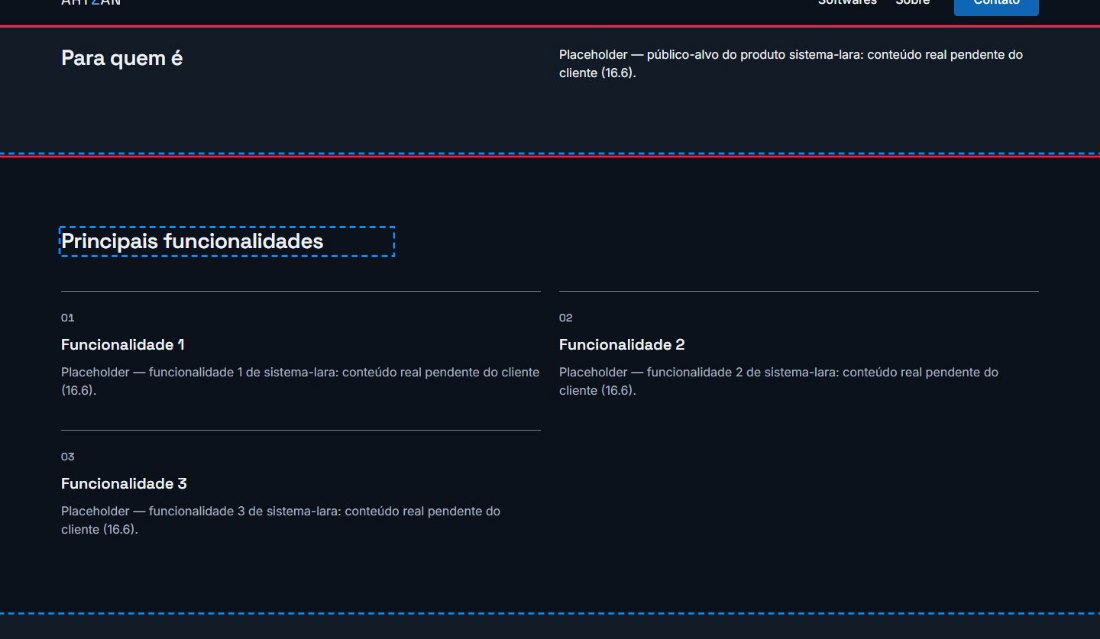 ARTZAN
Softwares Sobre Contato
Para quem é
Placeholder — público-alvo do produto sistema-lara: conteúdo real pendente do
cliente (16.6).
Principais funcionalidades
01
Funcionalidade 1
Placeholder — funcionalidade 1 de sistema-lara: conteúdo real pendente do cliente
(16.6).
02
Funcionalidade 2
Placeholder — funcionalidade 2 de sistema-lara: conteúdo real pendente do
cliente (16.6).
03
Funcionalidade 3
Placeholder — funcionalidade 3 de sistema-lara: conteúdo real pendente do
cliente (16.6).